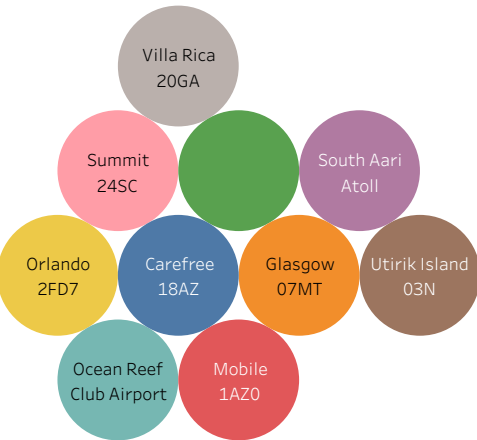 Villa Rica
20GA
Summit
24SC
South Aari
Atoll
Orlando
2FD7
Carefree
18AZ
Glasgow
07MT
Utirik Island
03N
Ocean Reef
Club Airport
Mobile
1AZ0